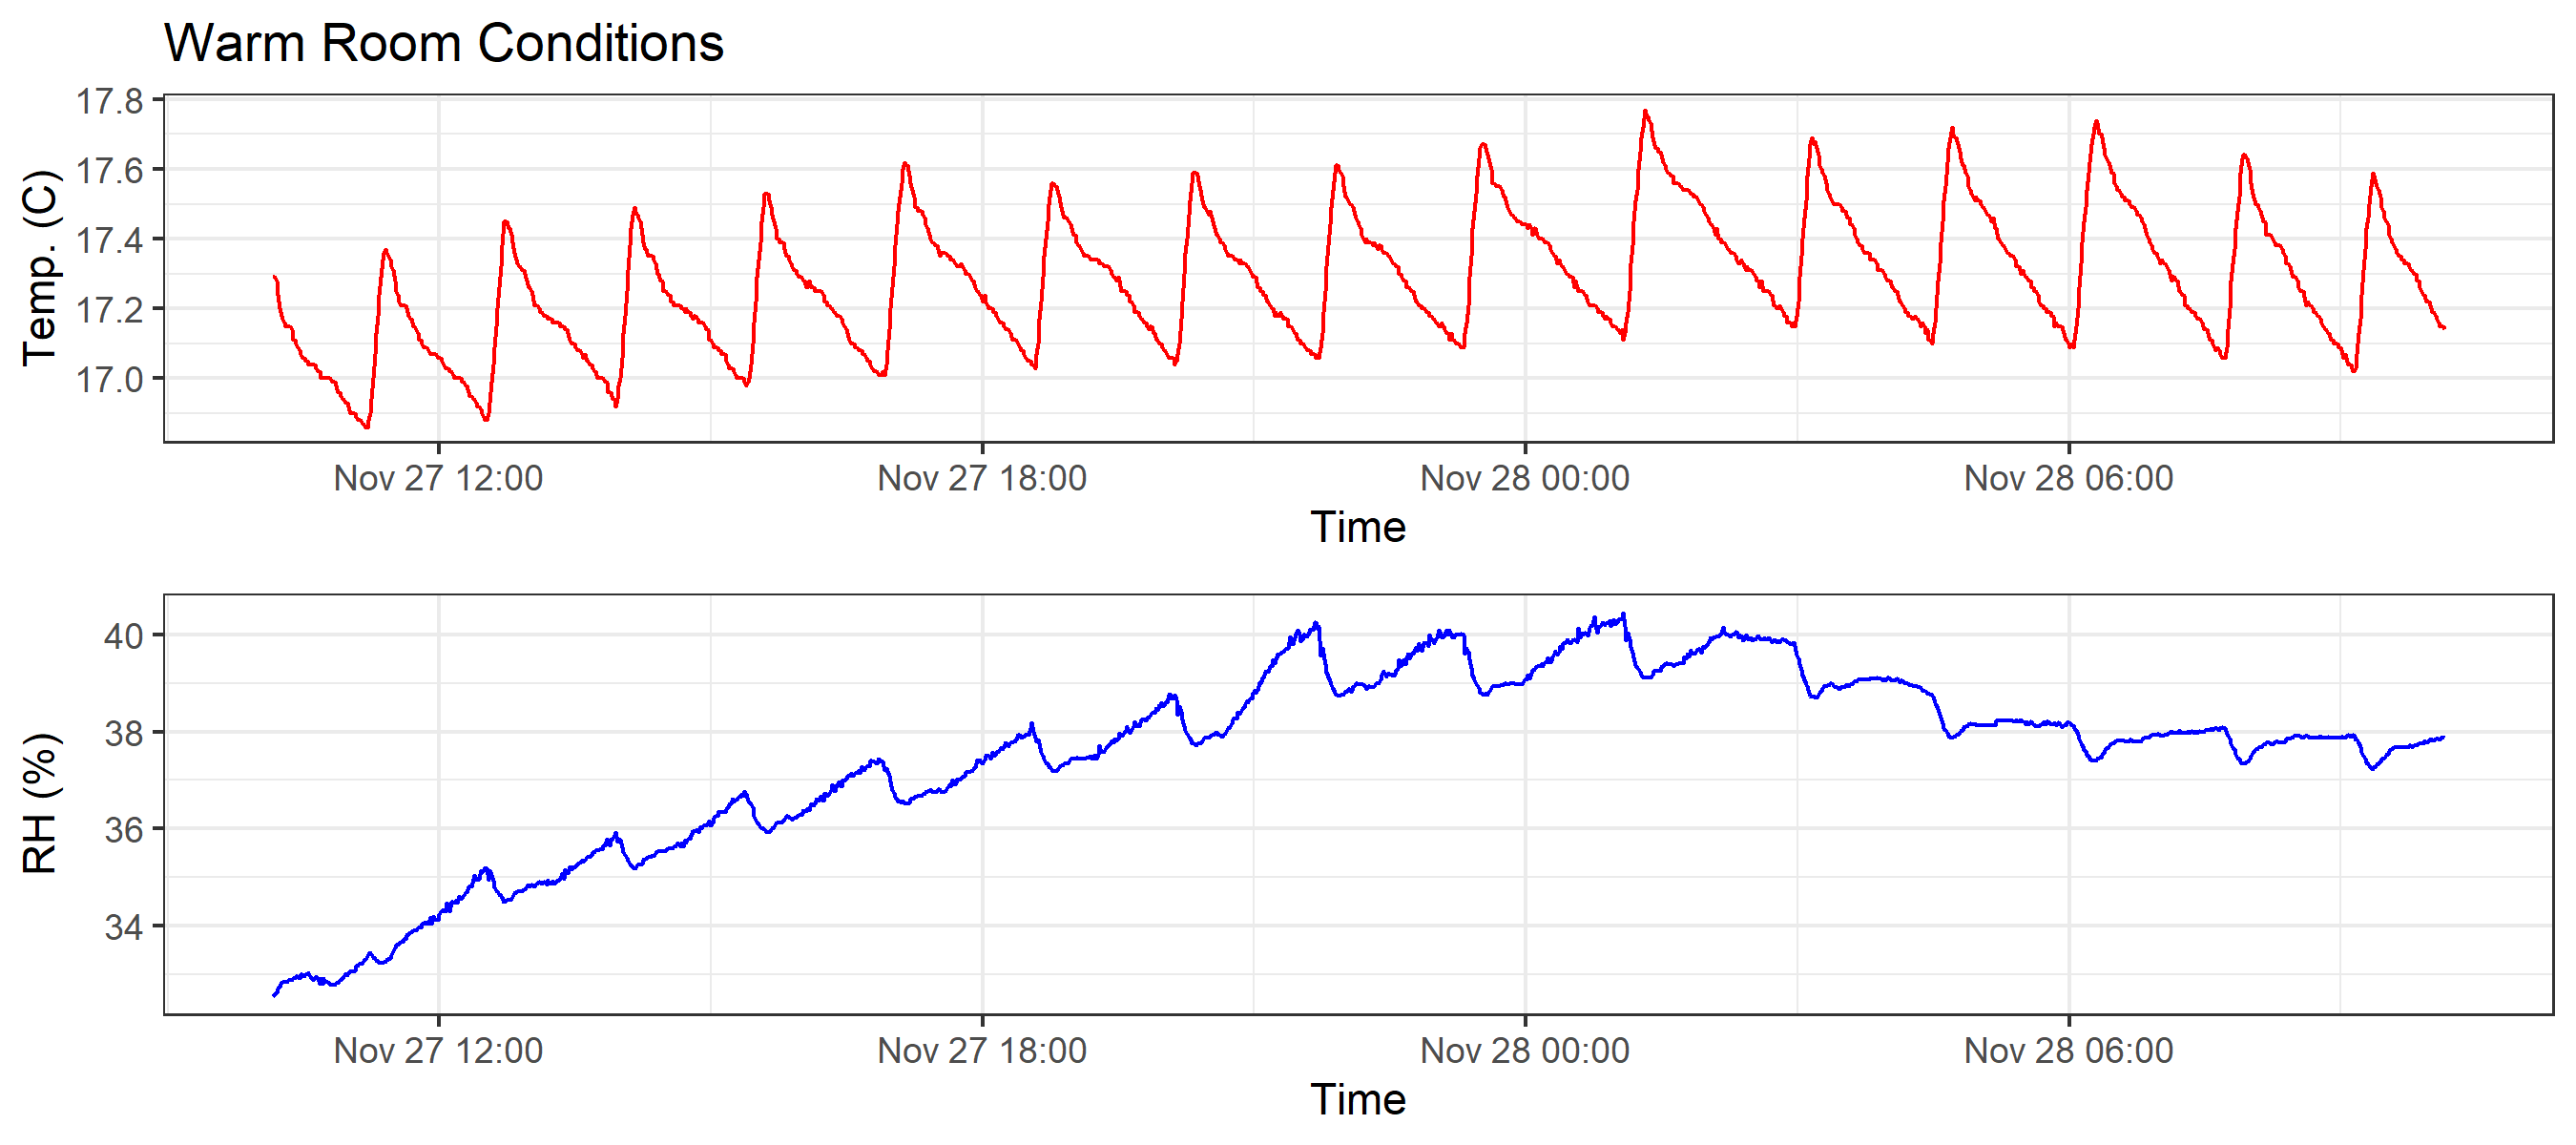 Warm Room Conditions
Temp. (C)
17.8
17.6
17.4
17.2
17.0
Nov 27 12:00 Nov 27 18:00 Nov 28 00:00 Nov 28 06:00
Time
RH (%)
40
38
36
34
Nov 27 12:00 Nov 27 18:00 Nov 28 00:00 Nov 28 06:00
Time